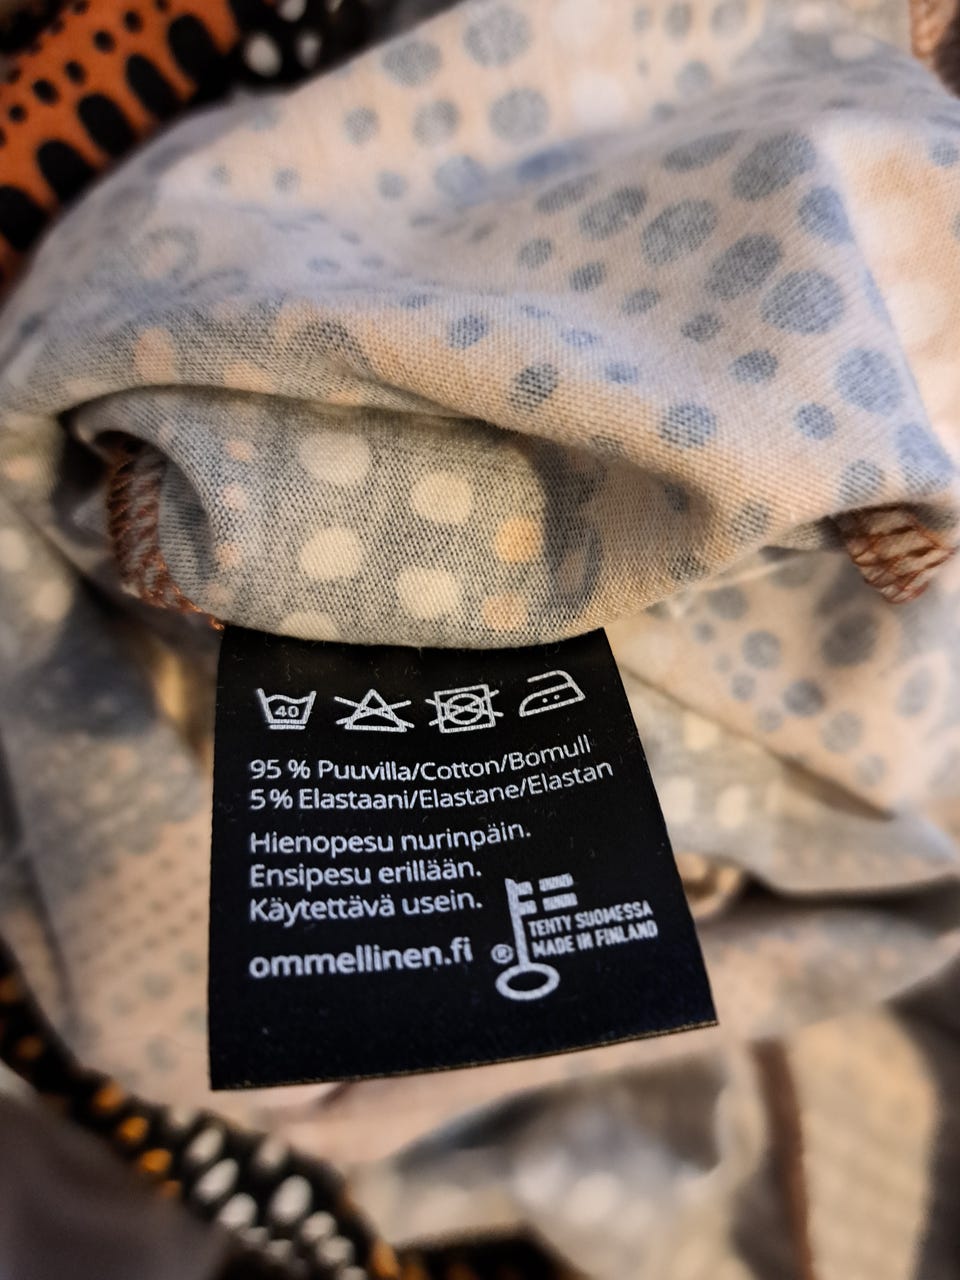 40
95 % Puuvilla/Cotton/Bomull
5 % Elastaani/Elastane/Elastan
Hienopesu nurinpäin.
Ensipesu erillään.
Käytettävä usein.
ommellinen.fi
®
TEHTY SUOMESSA
MADE IN FINLAND